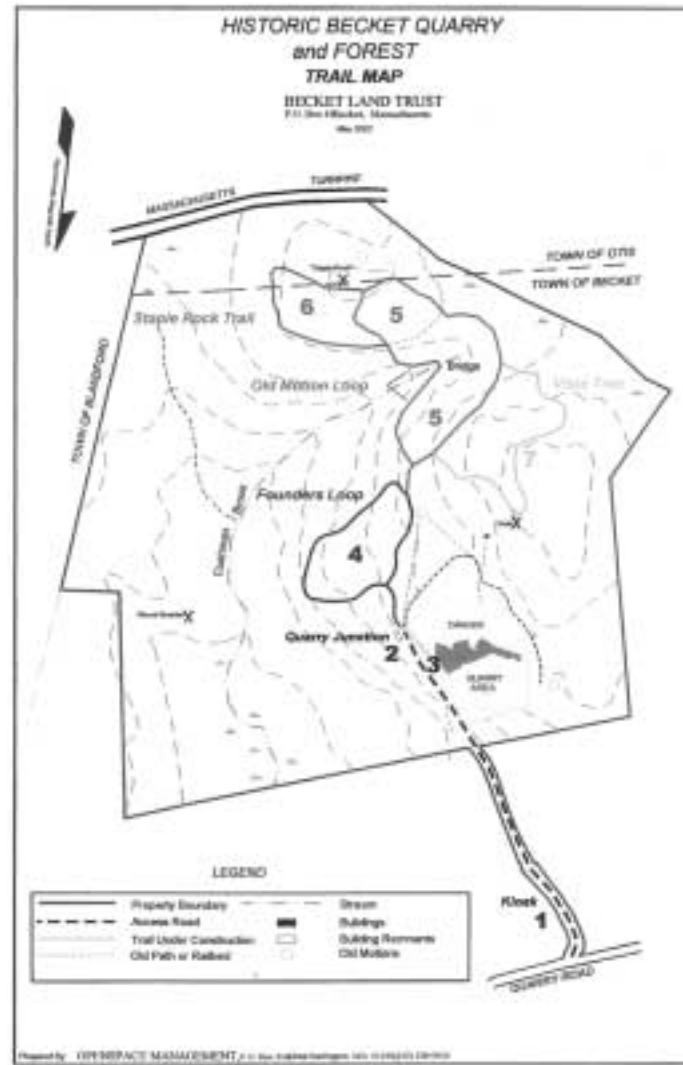 HISTORIC BECKET QUARRY
and FOREST
TRAIL MAP
BECKET LAND TRUST
Massachusetts
MASSACHUSETTS TURNPIKE
TOWN OF OTIS
TOWN OF BECKET
TOWN OF BLANDFORD
6
5
Staple Rock Trail
Bridge
Old Motion Loop
Vista Trail
5
7
Founders Loop
Brook
4
Quarry Junction
2
3
DANGER
QUARRY
AREA
Kiosk
1
QUARRY ROAD
LEGEND
Property Boundary
Stream
Access Road
Buildings
Trail Under Construction
Building Remnants
Old Path or Railbed
Old Motions
Prepared by OPENSPACE MANAGEMENT